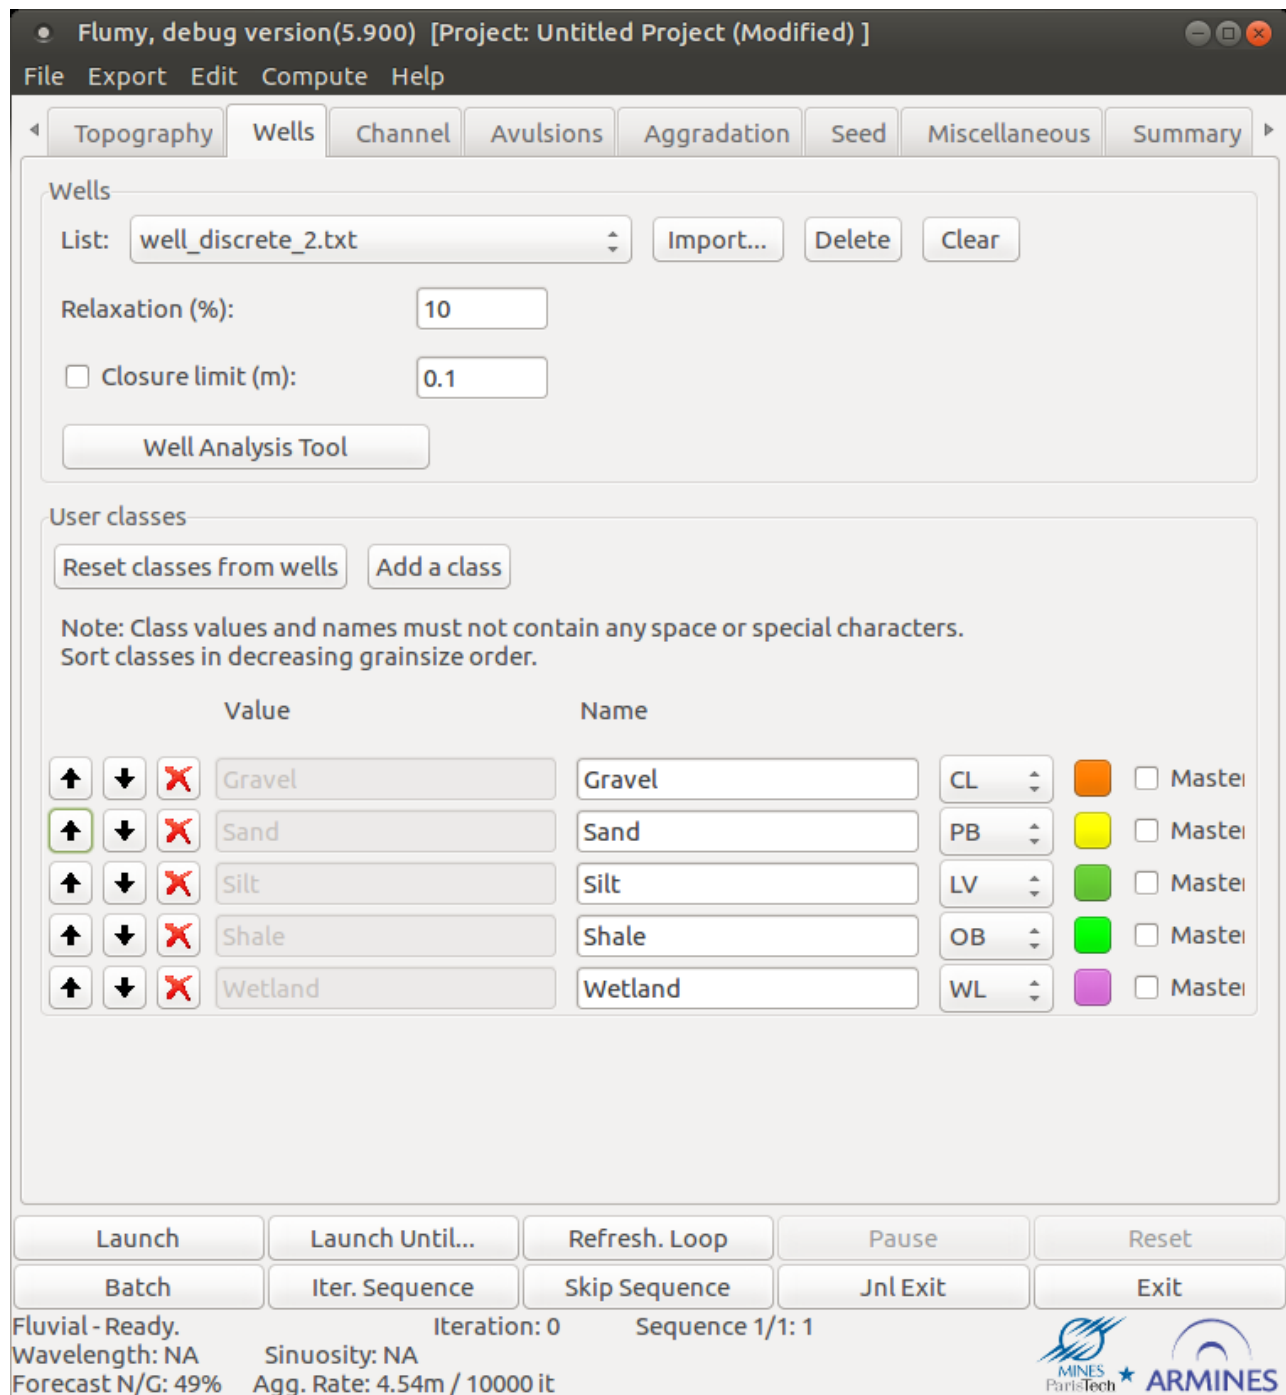 Flumy, debug version(5.900) [Project: Untitled Project (Modified) ]
File Export Edit Compute Help
Topography Wells Channel Avulsions Aggradation Seed Miscellaneous Summary
Wells
List: well_discrete_2.txt Import... Delete Clear
Relaxation (%): 10
Closure limit (m): 0.1
Well Analysis Tool
User classes
Reset classes from wells Add a class
Note: Class values and names must not contain any space or special characters.
Sort classes in decreasing grainsize order.
Value Name
Gravel Gravel CL Master
Sand Sand PB Master
Silt Silt LV Master
Shale Shale OB Master
Wetland Wetland WL Master
Launch Launch Until... Refresh. Loop Pause Reset
Batch Iter. Sequence Skip Sequence Jnl Exit Exit
Fluvial - Ready. Iteration: 0 Sequence 1/1: 1
Wavelength: NA Sinuosity: NA
Forecast N/G: 49% Agg. Rate: 4.54m / 10000 it
MINES
ParisTech ARMINES